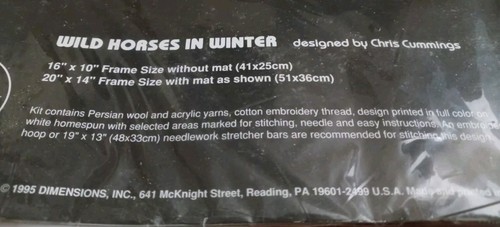 WILD HORSES IN WINTER designed by Chris Cummings
16" x 10" Frame Size without mat (41x25cm)
20" x 14" Frame Size with mat as shown (51x36cm)
Kit contains Persian wool and acrylic yarns, cotton embroidery thread, design printed in full color on
white homespun with selected areas marked for stitching, needle and easy instructions. An embroidery
hoop or 19" x 13" (48x33cm) needlework stretcher bars are recommended for stitching this design
© 1995 DIMENSIONS, INC., 641 McKnight Street, Reading, PA 19601-2499 U.S.A. Made and